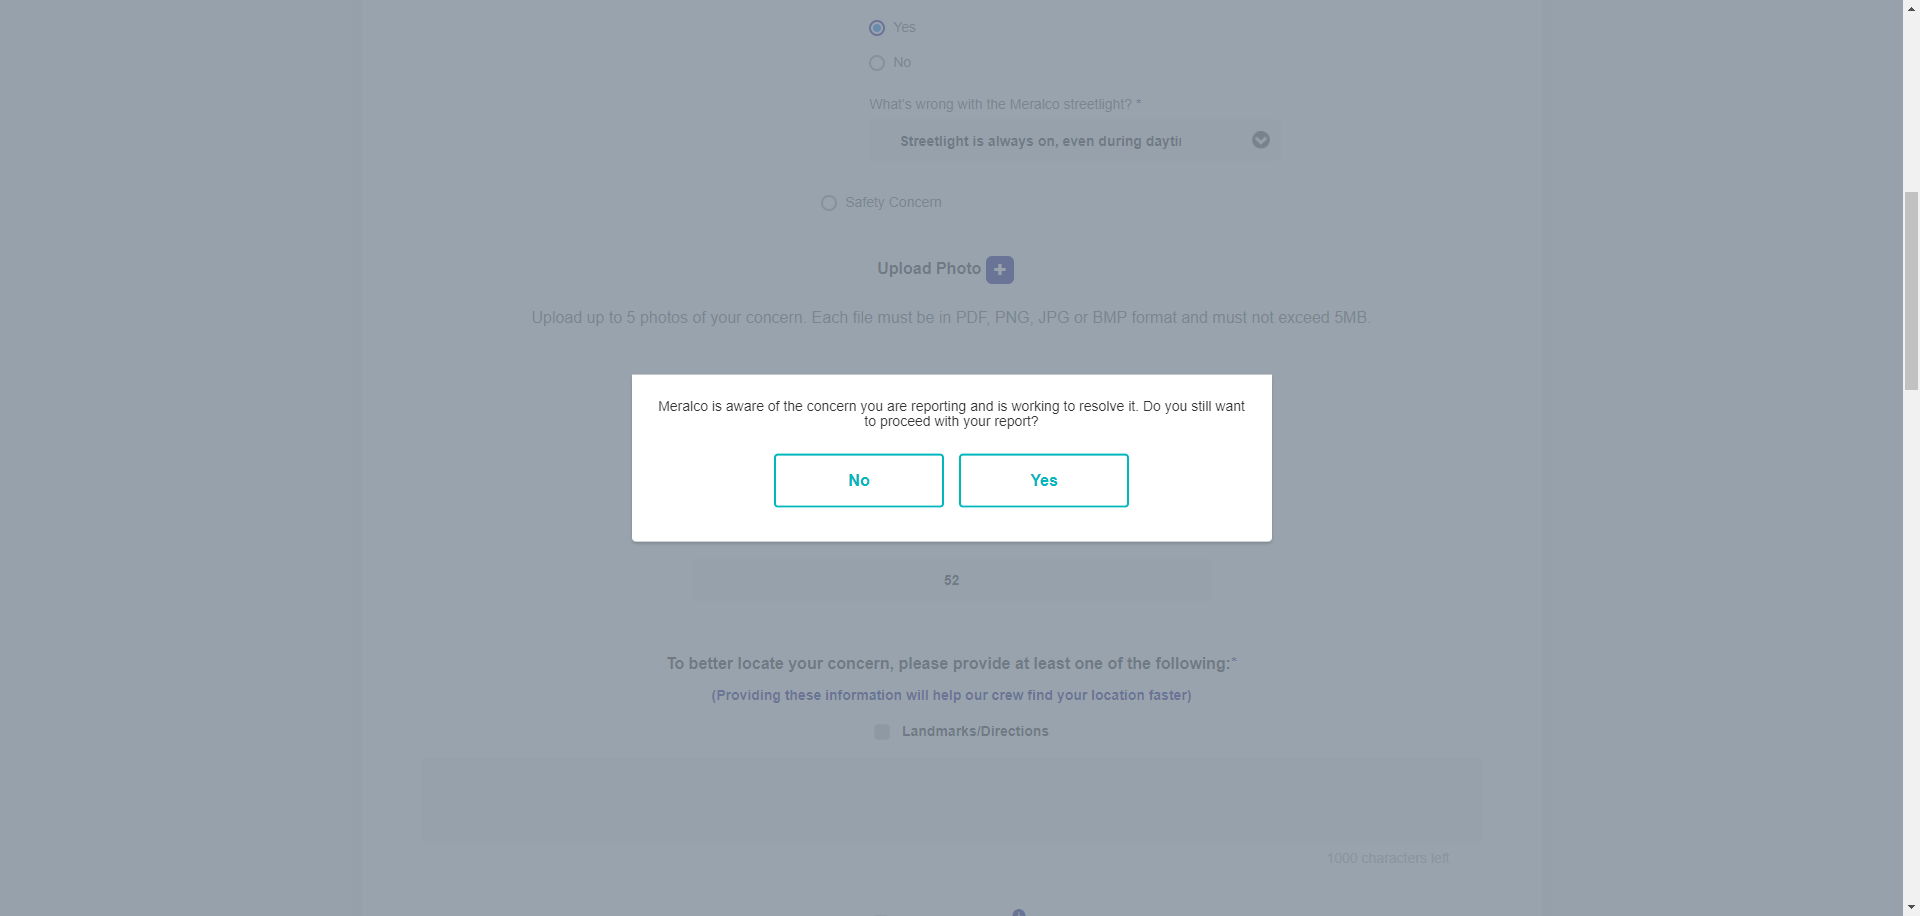 Yes
No
What's wrong with the Meralco streetlight? *
Streetlight is always on, even during dayti
Safety Concern
Upload Photo
Upload up to 5 photos of your concern. Each file must be in PDF, PNG, JPG or BMP format and must not exceed 5MB.
Meralco is aware of the concern you are reporting and is working to resolve it. Do you still want
to proceed with your report?
No Yes
52
To better locate your concern, please provide at least one of the following:*
(Providing these information will help our crew find your location faster)
Landmarks/Directions
1000 characters left